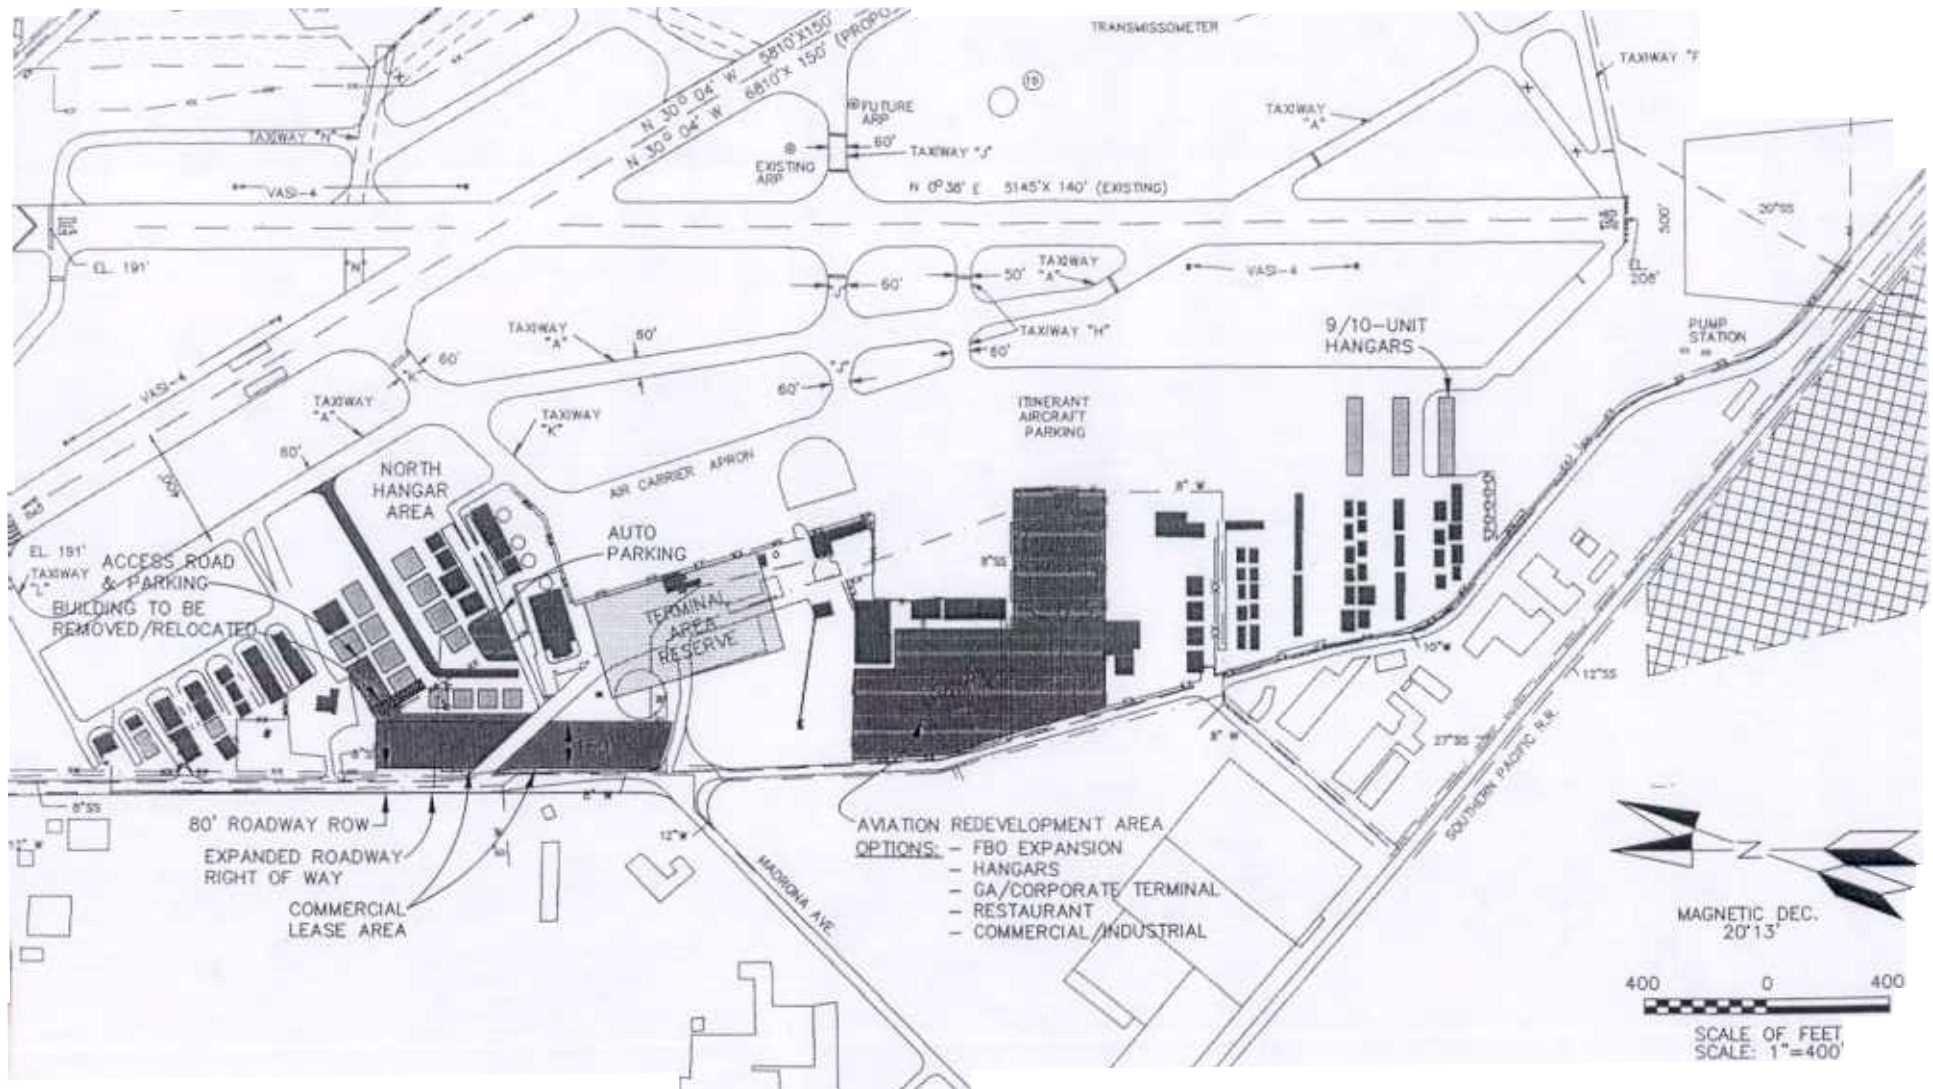 TRANSMISSOMETER
N 30° 04' W 5810'X150'
N 30° 04' W 6810'X 150'
TAXIWAY "F"
FUTURE
ARP
TAXIWAY
"A"
TAXIWAY "N"
60'
EXISTING
ARP
TAXIWAY "J"
VASI-4
N 0°38' E 5145'X 140' (EXISTING)
20"SS
500'
EL. 191'
"N"
TAXIWAY
"A"
50'
60'
"J"
VASI-4
EL.
208'
TAXIWAY
"A"
60'
TAXIWAY "H"
9/10-UNIT
HANGARS
PUMP
STATION
60'
60'
"J"
60'
VASI-4
TAXIWAY
"A"
TAXIWAY
"K"
ITINERANT
AIRCRAFT
PARKING
400'
NORTH
HANGAR
AREA
AIR CARRIER APRON
8" W
EL. 191'
TAXIWAY
"L"
ACCESS ROAD
& PARKING
BUILDING TO BE
REMOVED/RELOCATED
AUTO
PARKING
TERMINAL
AREA
RESERVE
10"W
12"SS
27"SS
SOUTHERN PACIFIC R.R.
8" W
8"SS
8" W
12"W
80' ROADWAY ROW
EXPANDED ROADWAY
RIGHT OF WAY
COMMERCIAL
LEASE AREA
MADRONA AVE.
AVIATION REDEVELOPMENT AREA
OPTIONS: - FBO EXPANSION
- HANGARS
- GA/CORPORATE TERMINAL
- RESTAURANT
- COMMERCIAL/INDUSTRIAL
N
MAGNETIC DEC.
20°13'
400 0 400
SCALE OF FEET
SCALE: 1"=400'